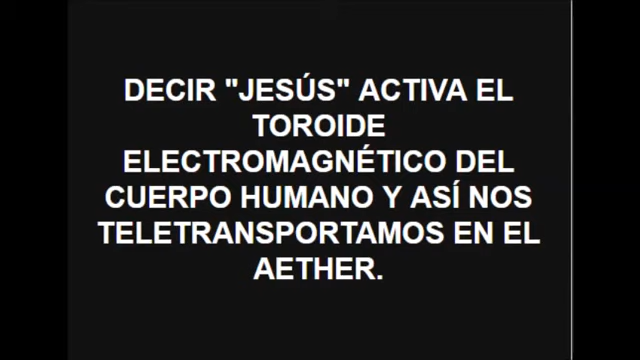 DECIR "JESÚS" ACTIVA EL
TOROIDE
ELECTROMAGNÉTICO DEL
CUERPO HUMANO Y ASÍ NOS
TELETRANSPORTAMOS EN EL
AETHER.